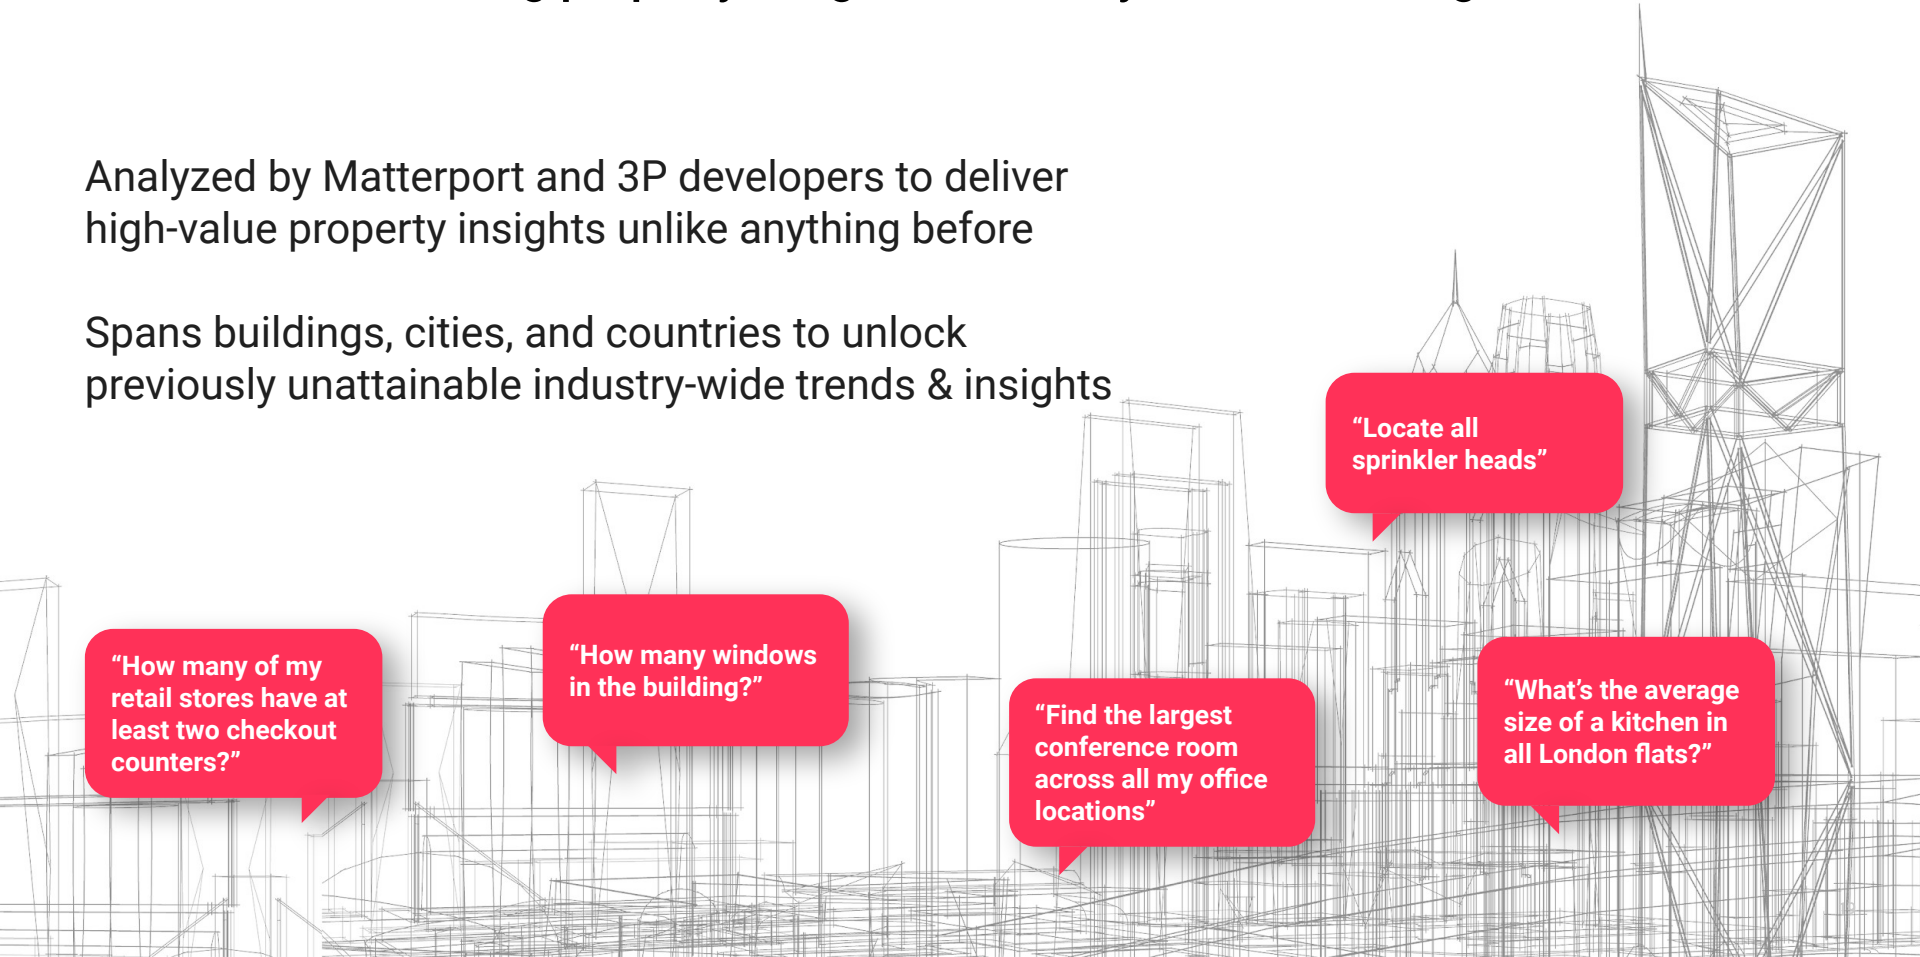 Analyzed by Matterport and 3P developers to deliver
high-value property insights unlike anything before
Spans buildings, cities, and countries to unlock
previously unattainable industry-wide trends & insights
“Locate all
sprinkler heads”
“How many of my
retail stores have at
least two checkout
counters?”
“How many windows
in the building?”
“Find the largest
conference room
across all my office
locations”
“What’s the average
size of a kitchen in
all London flats?”